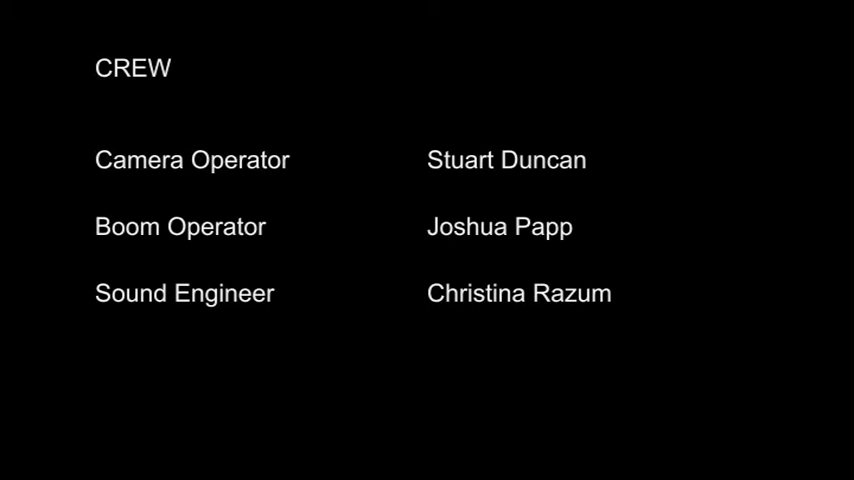 CREW
Camera Operator Stuart Duncan
Boom Operator Joshua Papp
Sound Engineer Christina Razum